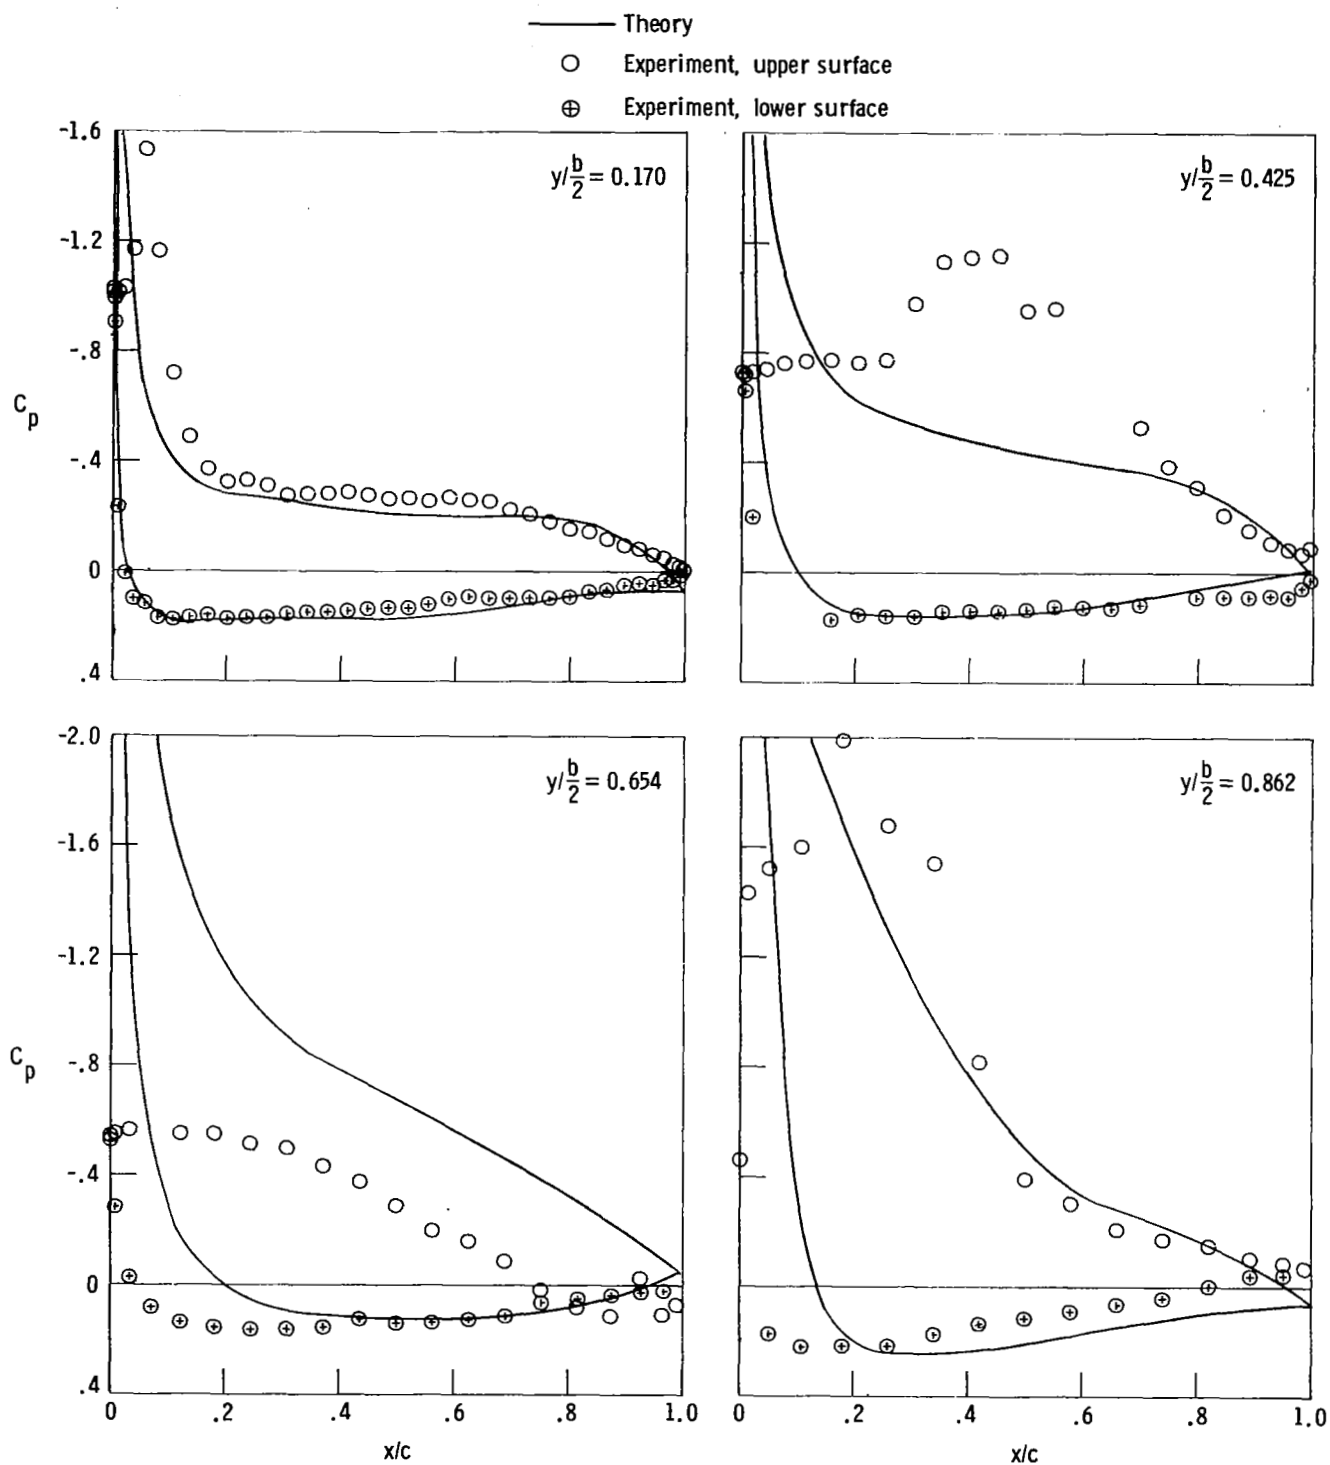 Theory
Experiment, upper surface
Experiment, lower surface
-1.6
-1.2
-.8
-.4
0
.4
C_p
y/b/2 = 0.170
y/b/2 = 0.425
-2.0
-1.6
-1.2
-.8
-.4
0
.4
C_p
y/b/2 = 0.654
y/b/2 = 0.862
0 .2 .4 .6 .8 1.0
x/c
0 .2 .4 .6 .8 1.0
x/c